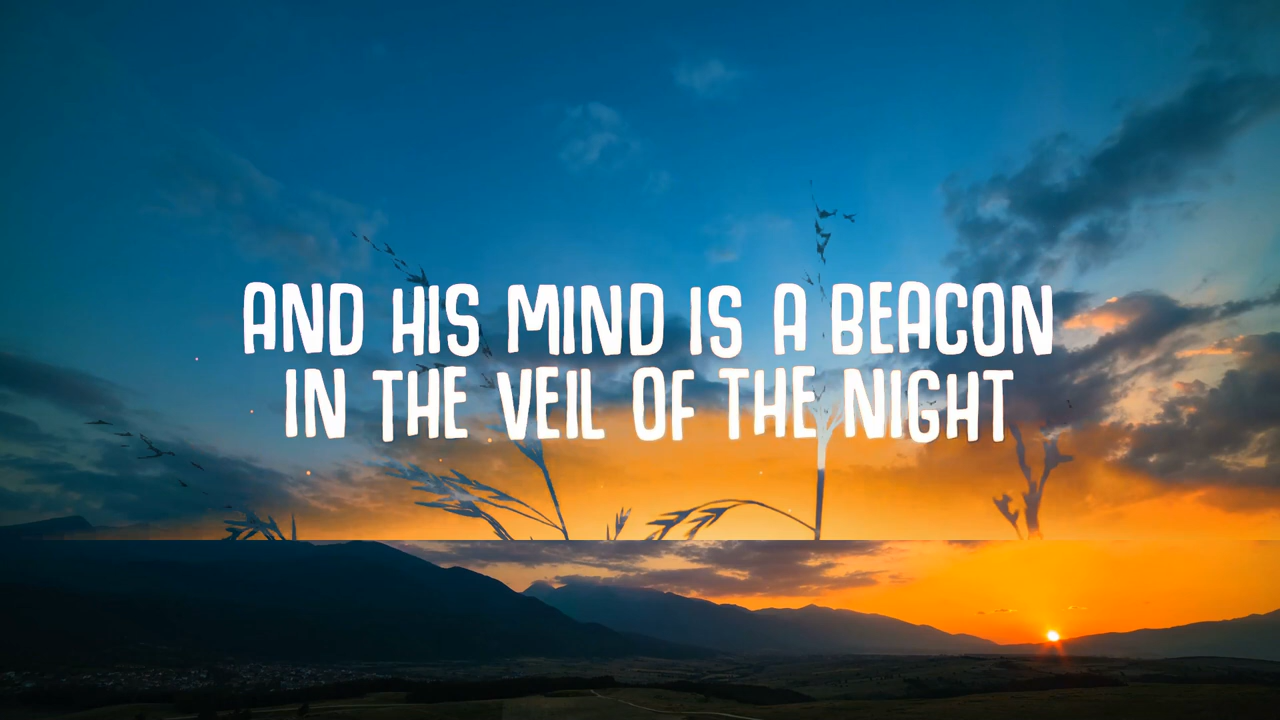 AND HIS MIND IS A BEACON
IN THE VEIL OF THE NIGHT